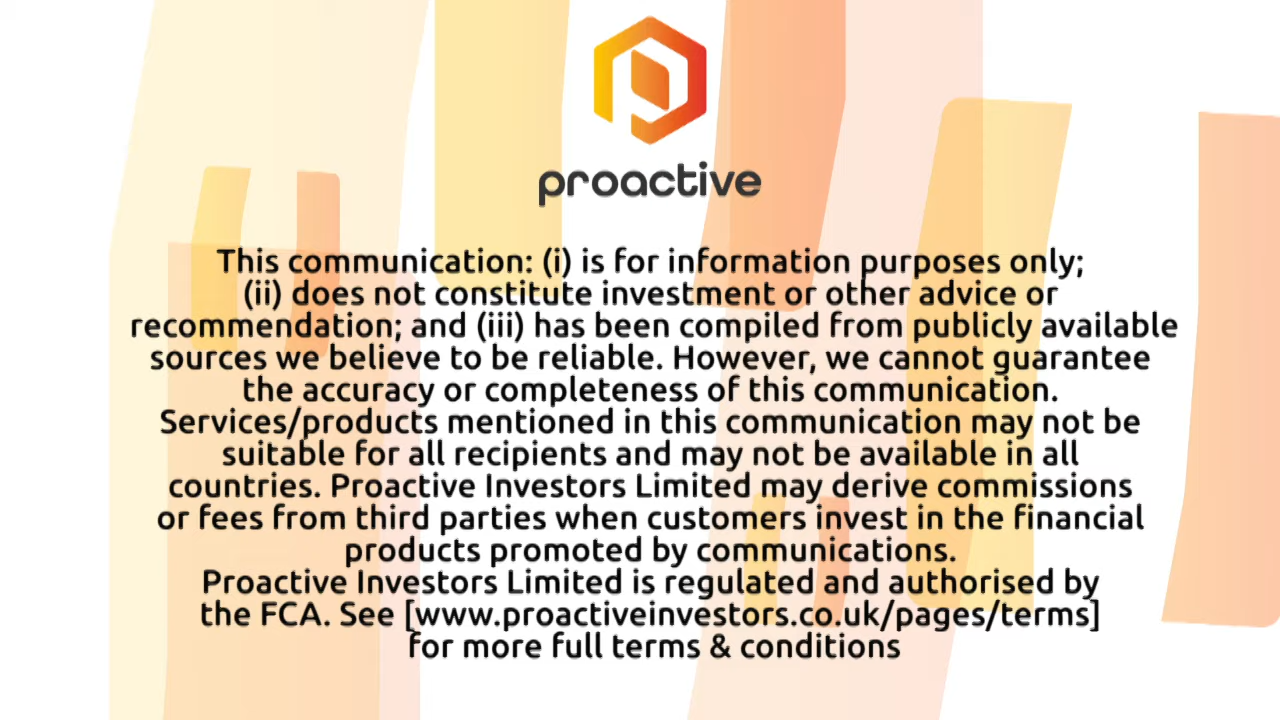 proactive
This communication: (i) is for information purposes only;
(ii) does not constitute investment or other advice or
recommendation; and (iii) has been compiled from publicly available
sources we believe to be reliable. However, we cannot guarantee
the accuracy or completeness of this communication.
Services/products mentioned in this communication may not be
suitable for all recipients and may not be available in all
countries. Proactive Investors Limited may derive commissions
or fees from third parties when customers invest in the financial
products promoted by communications.
Proactive Investors Limited is regulated and authorised by
the FCA. See [www.proactiveinvestors.co.uk/pages/terms]
for more full terms & conditions